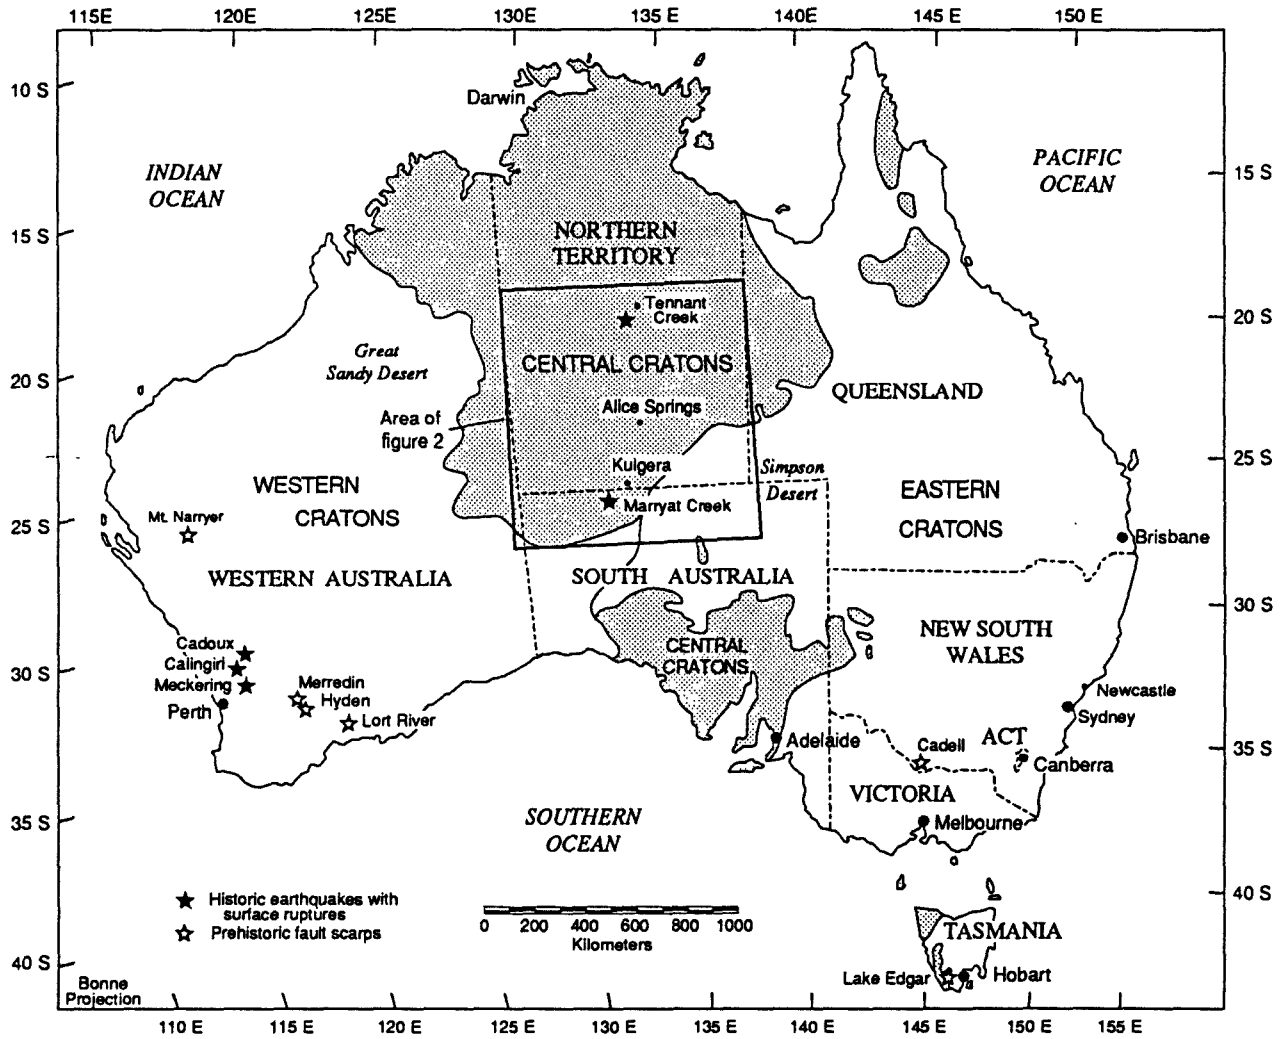 115E 120E 125E 130E 135 E 140E 145 E 150 E
10 S
Darwin
INDIAN
OCEAN
PACIFIC
OCEAN
15 S
15 S
NORTHERN
TERRITORY
Tennant
Creek
20 S
Great
Sandy Desert
CENTRAL CRATONS
20 S
QUEENSLAND
Alice Springs
Area of
figure 2
Kulgera
Simpson
Desert
25 S
WESTERN
CRATONS
Marryat Creek
EASTERN
CRATONS
Mt. Narryer
25 S
Brisbane
WESTERN AUSTRALIA
SOUTH AUSTRALIA
30 S
CENTRAL
CRATONS
NEW SOUTH
WALES
Cadoux
Calingiri
Meckering
30 S
Merredin
Hyden
Perth
Lort River
Newcastle
Sydney
Adelaide
Cadell
ACT
Canberra
35 S
VICTORIA
Melbourne
35 S
SOUTHERN
OCEAN
40 S
Historic earthquakes with
surface ruptures
Prehistoric fault scarps
0 200 400 600 800 1000
Kilometers
TASMANIA
Lake Edgar
Hobart
40 S
Bonne
Projection
110 E 115 E 120 E 125 E 130 E 135 E 140 E 145 E 150 E 155 E